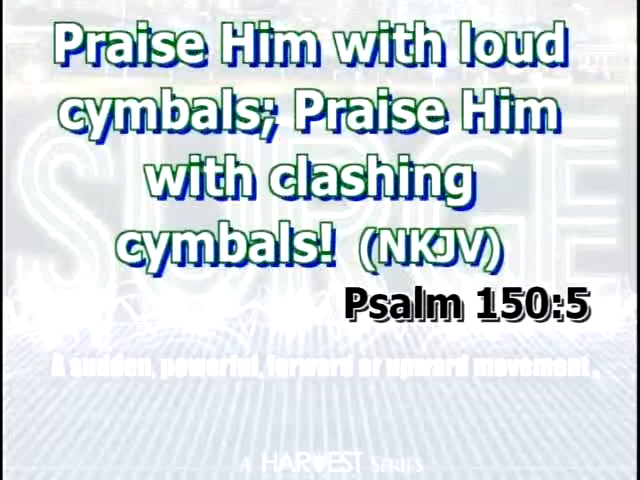 Praise Him with loud
cymbals; Praise Him
with clashing
cymbals! (NKJV)
Psalm 150:5
SURGE
A sudden, powerful, forward or upward movement.
A HARVEST SERIES